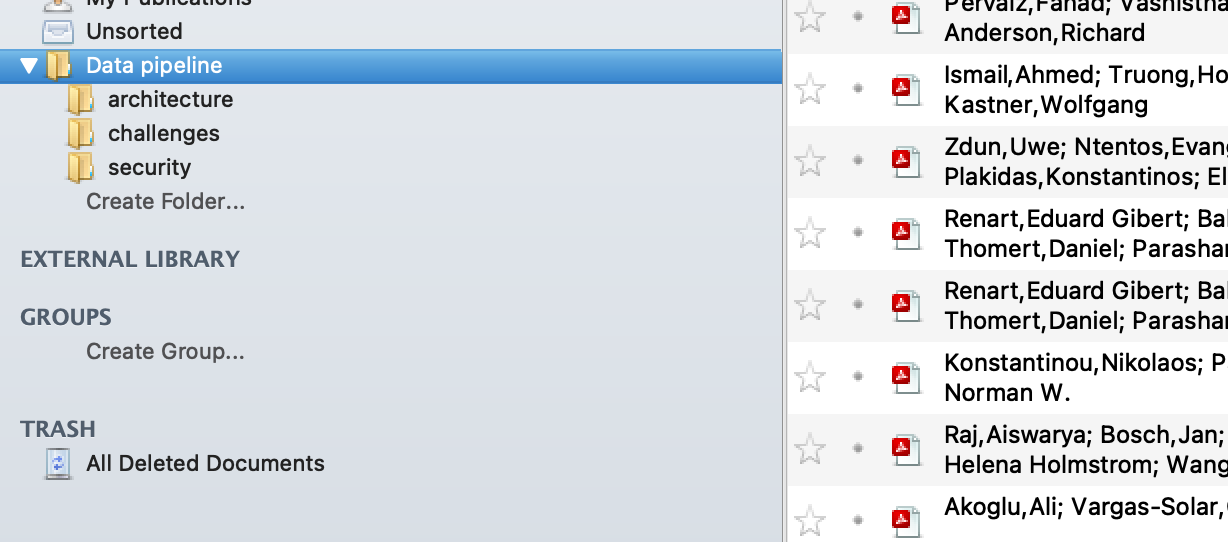 My Publications
Unsorted
Data pipeline
architecture
challenges
security
Create Folder...
EXTERNAL LIBRARY
GROUPS
Create Group...
TRASH
All Deleted Documents
Pervaiz,Fahad; Vashistha
Anderson,Richard
Ismail,Ahmed; Truong,Ho
Kastner,Wolfgang
Zdun,Uwe; Ntentos,Evang
Plakidas,Konstantinos; El
Renart,Eduard Gibert; Bal
Thomert,Daniel; Parashar
Renart,Eduard Gibert; Bal
Thomert,Daniel; Parashar
Konstantinou,Nikolaos; P
Norman W.
Raj,Aiswarya; Bosch,Jan;
Helena Holmstrom; Wang
Akoglu,Ali; Vargas-Solar,